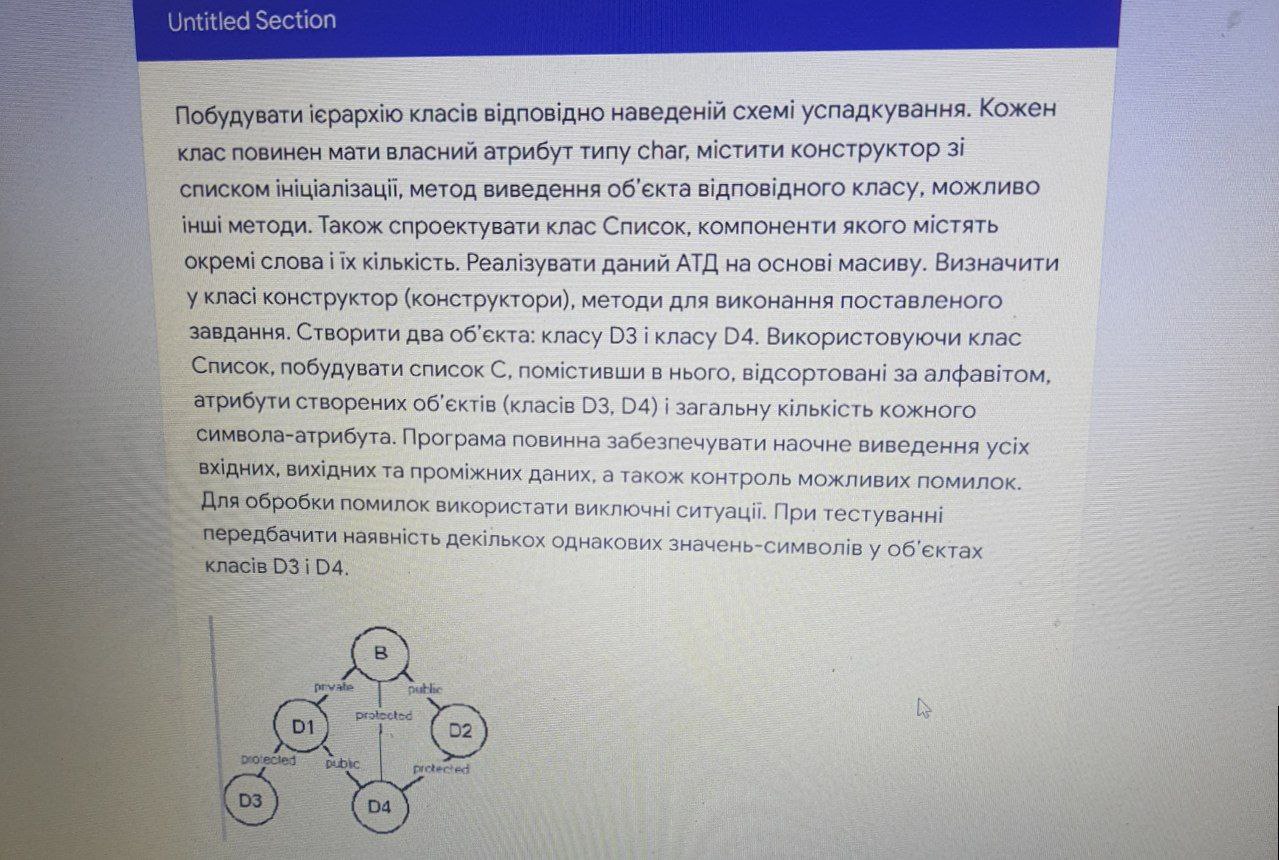 Untitled Section
Побудувати ієрархію класів відповідно наведеній схемі успадкування. Кожен
клас повинен мати власний атрибут типу char, містити конструктор зі
списком ініціалізації, метод виведення об'єкта відповідного класу, можливо
інші методи. Також спроектувати клас Список, компоненти якого містять
окремі слова і їх кількість. Реалізувати даний АТД на основі масиву. Визначити
у класі конструктор (конструктори), методи для виконання поставленого
завдання. Створити два об'єкта: класу D3 і класу D4. Використовуючи клас
Список, побудувати список С, помістивши в нього, відсортовані за алфавітом,
атрибути створених об'єктів (класів D3, D4) і загальну кількість кожного
символа-атрибута. Програма повинна забезпечувати наочне виведення усіх
вхідних, вихідних та проміжних даних, а також контроль можливих помилок.
Для обробки помилок використати виключні ситуації. При тестуванні
передбачити наявність декількох однакових значень-символів у об'єктах
класів D3 і D4.
B
private public
protected
D1 D2
protected public protected
D3 D4